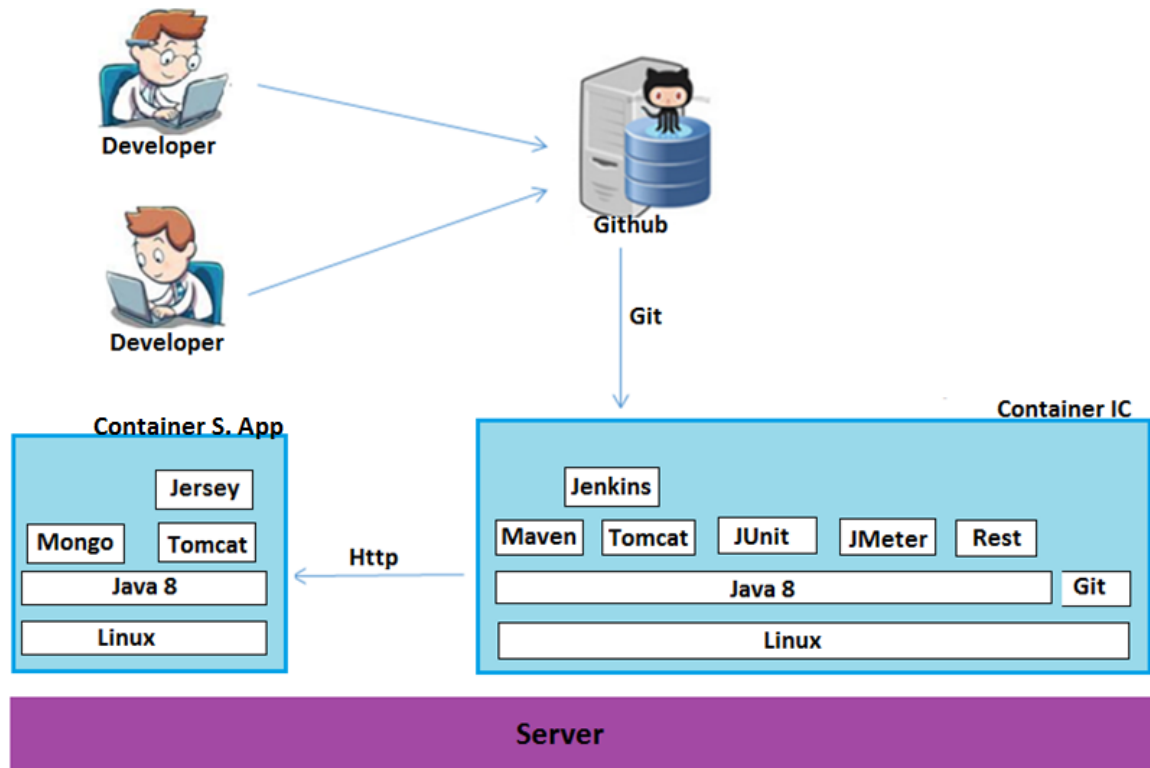 Developer
Github
Developer
Git
Container S. App
Container IC
Jersey
Mongo
Tomcat
Java 8
Linux
Http
Jenkins
Maven
Tomcat
JUnit
JMeter
Rest
Java 8
Git
Linux
Server